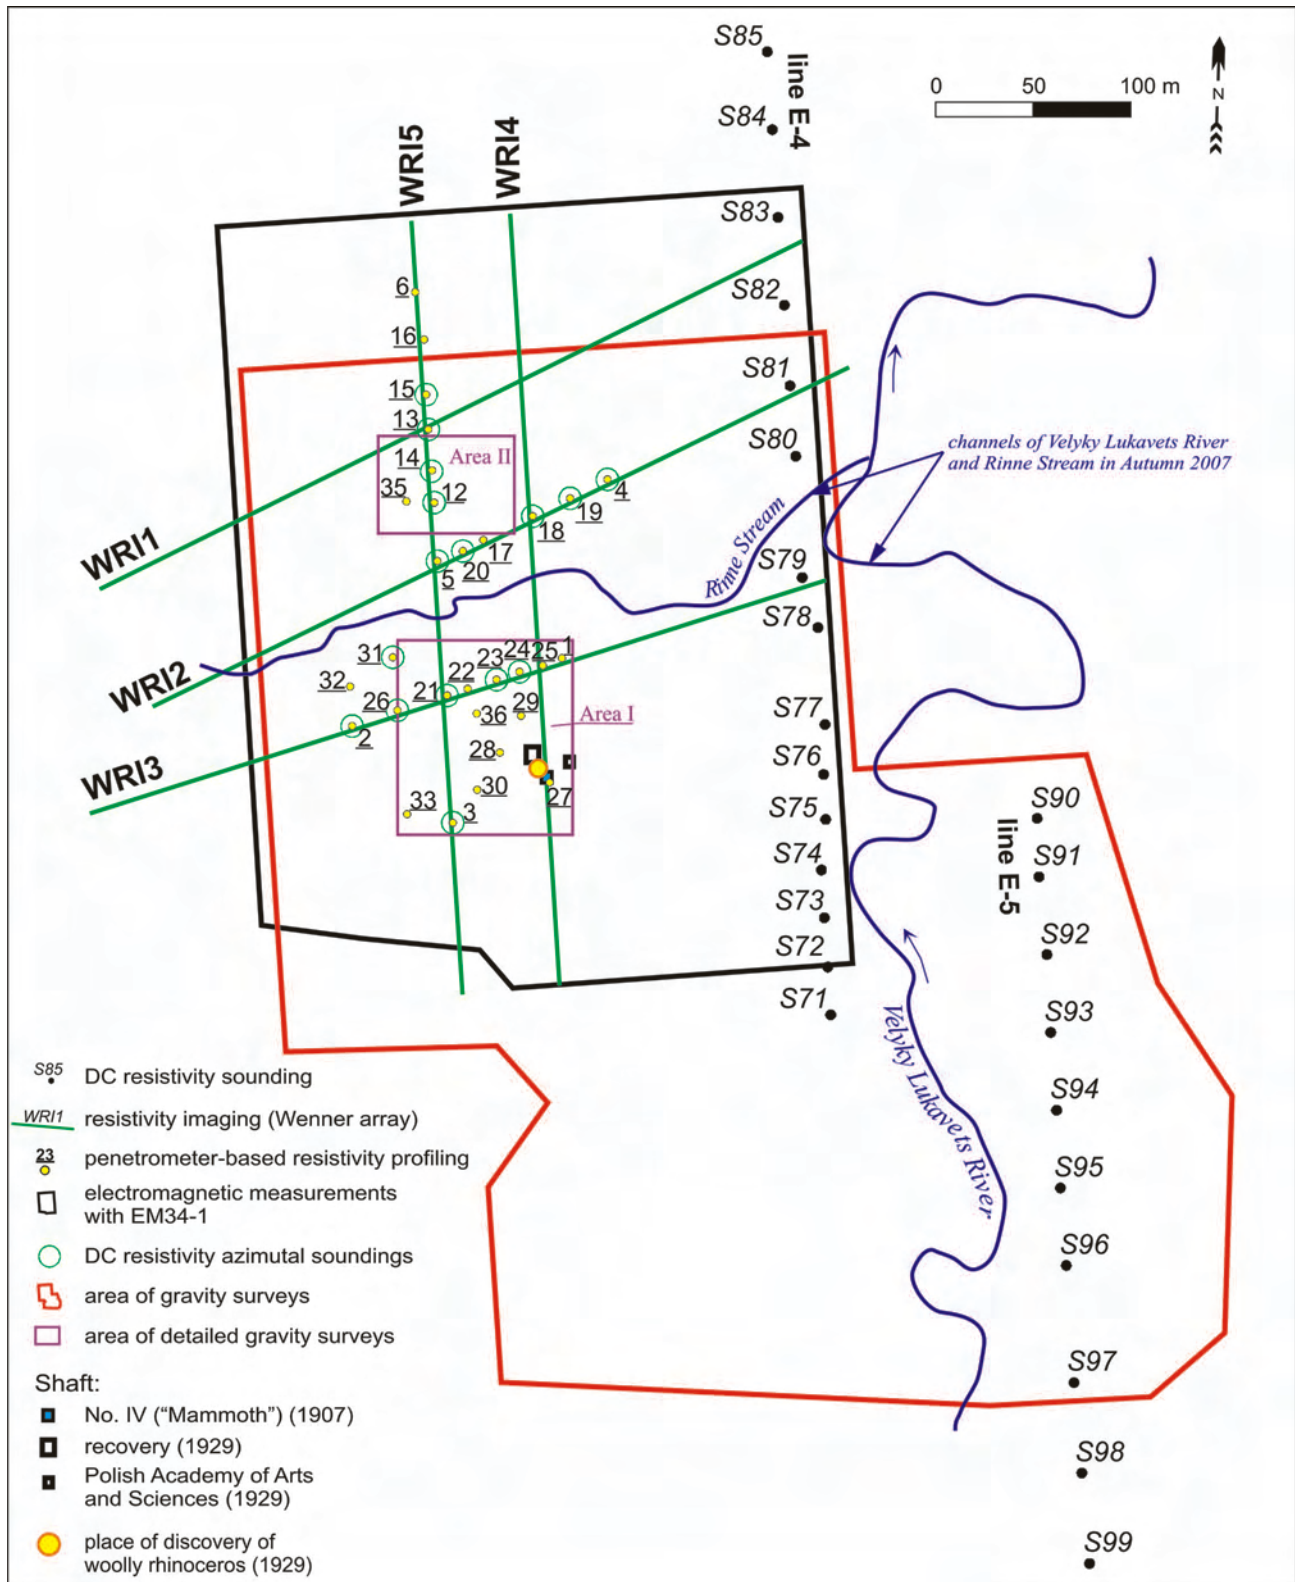 S85
line E-4
0 50 100 m
N
S84
WRI5
WRI4
S83
6
S82
16
15
S81
13
14
Area II
S80
channels of Velyky Lukavets River
and Rinne Stream in Autumn 2007
35
12
4
19
18
WRI1
17
20
5
Rinne Stream
S79
S78
31
1
24
25
23
22
32
21
WRI2
26
36
29
Area I
S77
2
28
S76
WRI3
30
27
33
3
S75
S90
line E-5
S74
S91
S73
S72
S92
S71
S93
Velyky Lukavets River
S94
S95
S96
S97
S98
S99
S85 DC resistivity sounding
WRI1 resistivity imaging (Wenner array)
23 penetrometer-based resistivity profiling
electromagnetic measurements
with EM34-1
DC resistivity azimutal soundings
area of gravity surveys
area of detailed gravity surveys
Shaft:
No. IV (“Mammoth”) (1907)
recovery (1929)
Polish Academy of Arts
and Sciences (1929)
place of discovery of
woolly rhinoceros (1929)